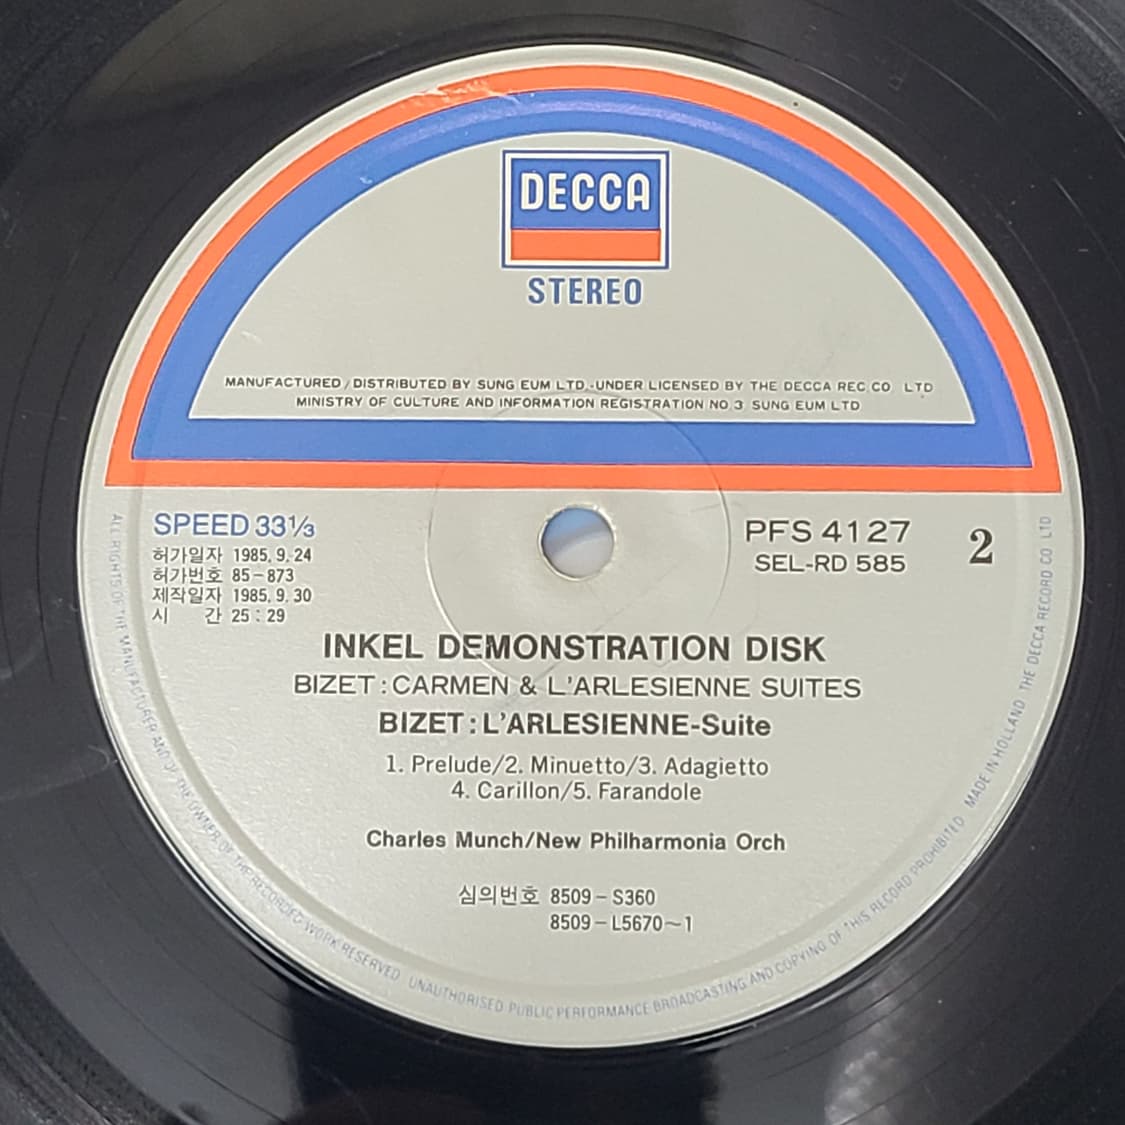 DECCA
STEREO
MANUFACTURED/DISTRIBUTED BY SUNG EUM LTD.-UNDER LICENSED BY THE DECCA REC CO LTD
MINISTRY OF CULTURE AND INFORMATION REGISTRATION NO 3 SUNG EUM LTD
SPEED 33⅓
허가일자 1985. 9. 24
허가번호 85-873
제작일자 1985. 9. 30
시 간 25 : 29
PFS 4127
SEL-RD 585
2
INKEL DEMONSTRATION DISK
BIZET : CARMEN & L'ARLESIENNE SUITES
BIZET : L'ARLESIENNE-Suite
1. Prelude/2. Minuetto/3. Adagietto
4. Carillon/5. Farandole
Charles Munch/New Philharmonia Orch
심의번호 8509-S360
8509-L5670~1
ALL RIGHTS OF THE MANUFACTURER AND OF THE OWNER OF THE RECORDED WORK RESERVED UNAUTHORISED PUBLIC PERFORMANCE BROADCASTING AND COPYING OF THIS RECORD PROHIBITED MADE IN HOLLAND THE DECCA RECORD CO LTD